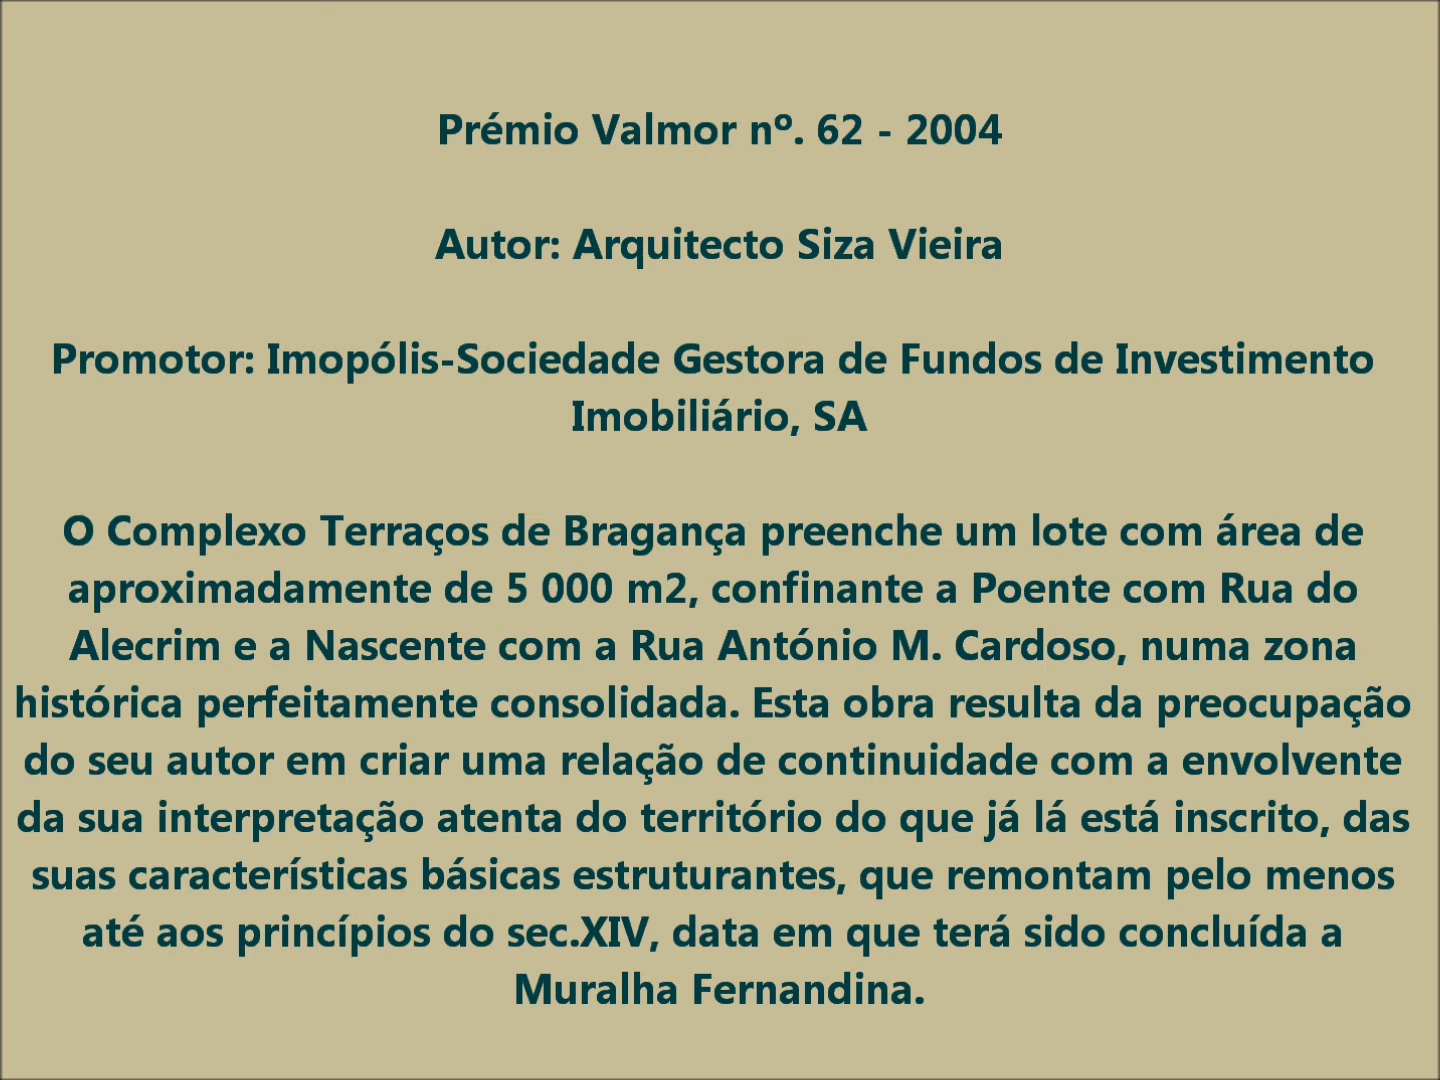 Prémio Valmor nº. 62 - 2004
Autor: Arquitecto Siza Vieira
Promotor: Imopólis-Sociedade Gestora de Fundos de Investimento
Imobiliário, SA
O Complexo Terraços de Bragança preenche um lote com área de
aproximadamente de 5 000 m2, confinante a Poente com Rua do
Alecrim e a Nascente com a Rua António M. Cardoso, numa zona
histórica perfeitamente consolidada. Esta obra resulta da preocupação
do seu autor em criar uma relação de continuidade com a envolvente
da sua interpretação atenta do território do que já lá está inscrito, das
suas características básicas estruturantes, que remontam pelo menos
até aos princípios do sec.XIV, data em que terá sido concluída a
Muralha Fernandina.